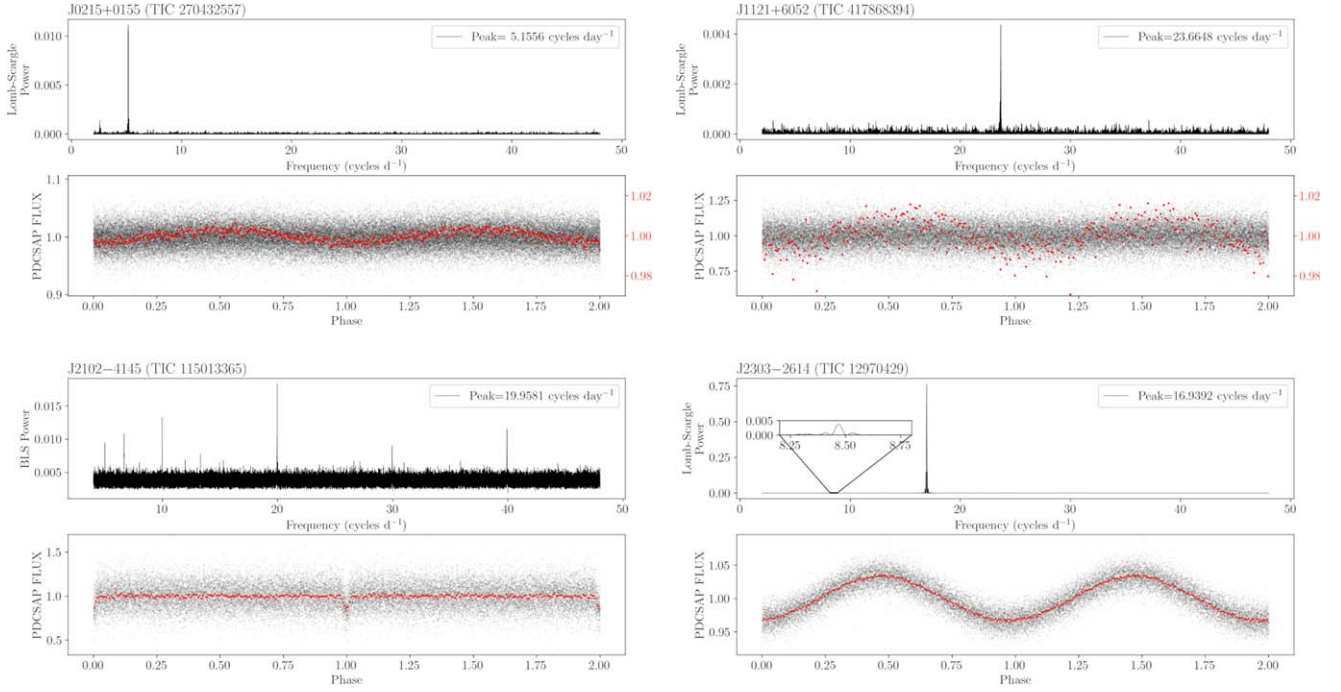 J0215+0155 (TIC 270432557)
Peak= 5.1556 cycles day⁻¹
Lomb-Scargle
Power
0.010
0.005
0.000
0 10 20 30 40 50
Frequency (cycles d⁻¹)
PDCSAP FLUX
1.1
1.0
0.9
1.02
1.00
0.98
0.00 0.25 0.50 0.75 1.00 1.25 1.50 1.75 2.00
Phase
J1121+6052 (TIC 417868394)
Peak=23.6648 cycles day⁻¹
Lomb-Scargle
Power
0.004
0.002
0.000
0 10 20 30 40 50
Frequency (cycles d⁻¹)
PDCSAP FLUX
1.25
1.00
0.75
1.02
1.00
0.98
0.00 0.25 0.50 0.75 1.00 1.25 1.50 1.75 2.00
Phase
J2102−4145 (TIC 115013365)
Peak=19.9581 cycles day⁻¹
BLS Power
0.015
0.010
0.005
0 10 20 30 40 50
Frequency (cycles d⁻¹)
PDCSAP FLUX
1.5
1.0
0.5
0.00 0.25 0.50 0.75 1.00 1.25 1.50 1.75 2.00
Phase
J2303−2614 (TIC 12970429)
Peak=16.9392 cycles day⁻¹
Lomb-Scargle
Power
0.75
0.50
0.25
0.00
0.005
0.000
8.25 8.50 8.75
0 10 20 30 40 50
Frequency (cycles d⁻¹)
PDCSAP FLUX
1.05
1.00
0.95
0.00 0.25 0.50 0.75 1.00 1.25 1.50 1.75 2.00
Phase